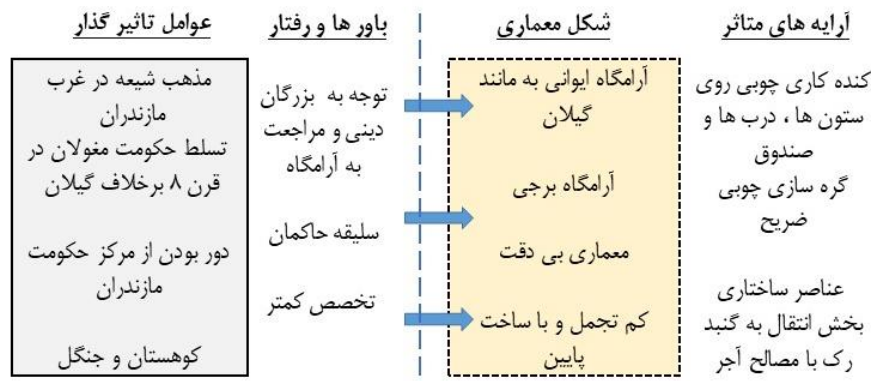 عوامل تاثیر گذار
مذهب شیعه در غرب
مازندران
تسلط حکومت مغولان در
قرن ۸ برخلاف گیلان
دور بودن از مرکز حکومت
مازندران
کوهستان و جنگل
باور ها و رفتار
توجه به بزرگان
دینی و مراجعت
به آرامگاه
سلیقه حاکمان
تخصص کمتر
شکل معماری
آرامگاه ایوانی به مانند
گیلان
آرامگاه برجی
معماری بی دقت
کم تجمل و با ساخت
پایین
آرایه های متاثر
کنده کاری چوبی روی
ستون ها ، درب ها و
صندوق
گره سازی چوبی
ضریح
عناصر ساختاری
بخش انتقال به گنبد
رک با مصالح آجر